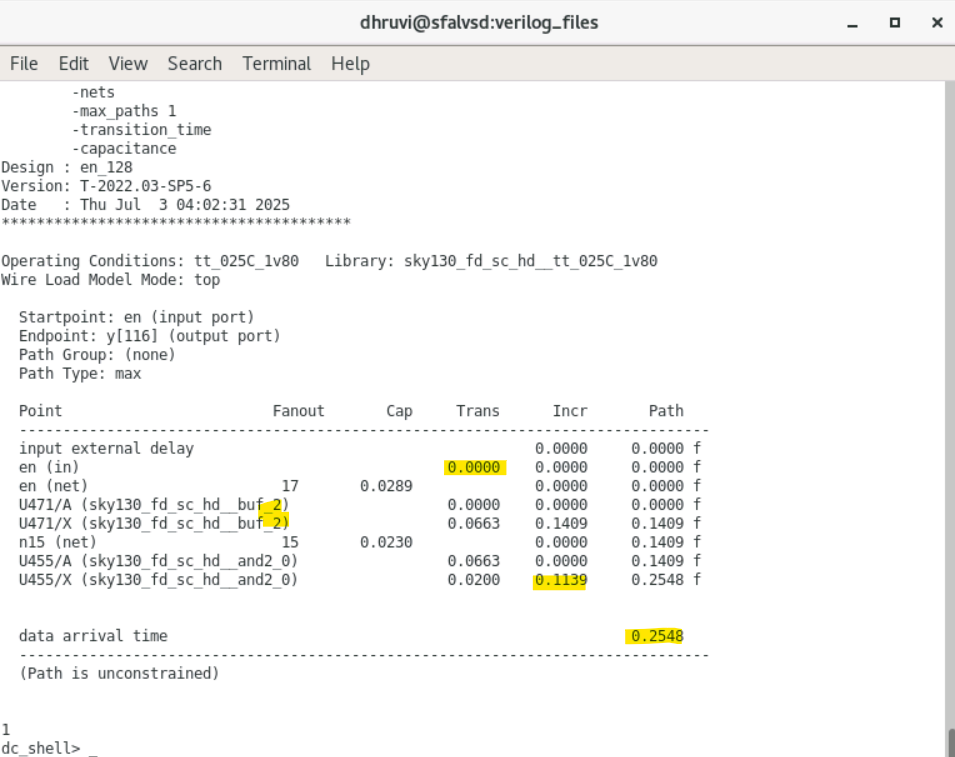 dhruvi@sfalvsd:verilog_files
File Edit View Search Terminal Help
-nets
-max_paths 1
-transition_time
-capacitance
Design : en_128
Version: T-2022.03-SP5-6
Date   : Thu Jul  3 04:02:31 2025
****************************************
Operating Conditions: tt_025C_1v80   Library: sky130_fd_sc_hd__tt_025C_1v80
Wire Load Model Mode: top
Startpoint: en (input port)
Endpoint: y[116] (output port)
Path Group: (none)
Path Type: max
Point                        Fanout       Cap     Trans      Incr       Path
-----------------------------------------------------------------------------
input external delay                                       0.0000     0.0000 f
en (in)                                          0.0000    0.0000     0.0000 f
en (net)                       17       0.0289             0.0000     0.0000 f
U471/A (sky130_fd_sc_hd__buf_2)                  0.0000    0.0000     0.0000 f
U471/X (sky130_fd_sc_hd__buf_2)                  0.0663    0.1409     0.1409 f
n15 (net)                      15       0.0230             0.0000     0.1409 f
U455/A (sky130_fd_sc_hd__and2_0)                 0.0663    0.0000     0.1409 f
U455/X (sky130_fd_sc_hd__and2_0)                 0.0200    0.1139     0.2548 f
data arrival time                                                     0.2548
-----------------------------------------------------------------------------
(Path is unconstrained)
1
dc_shell> _